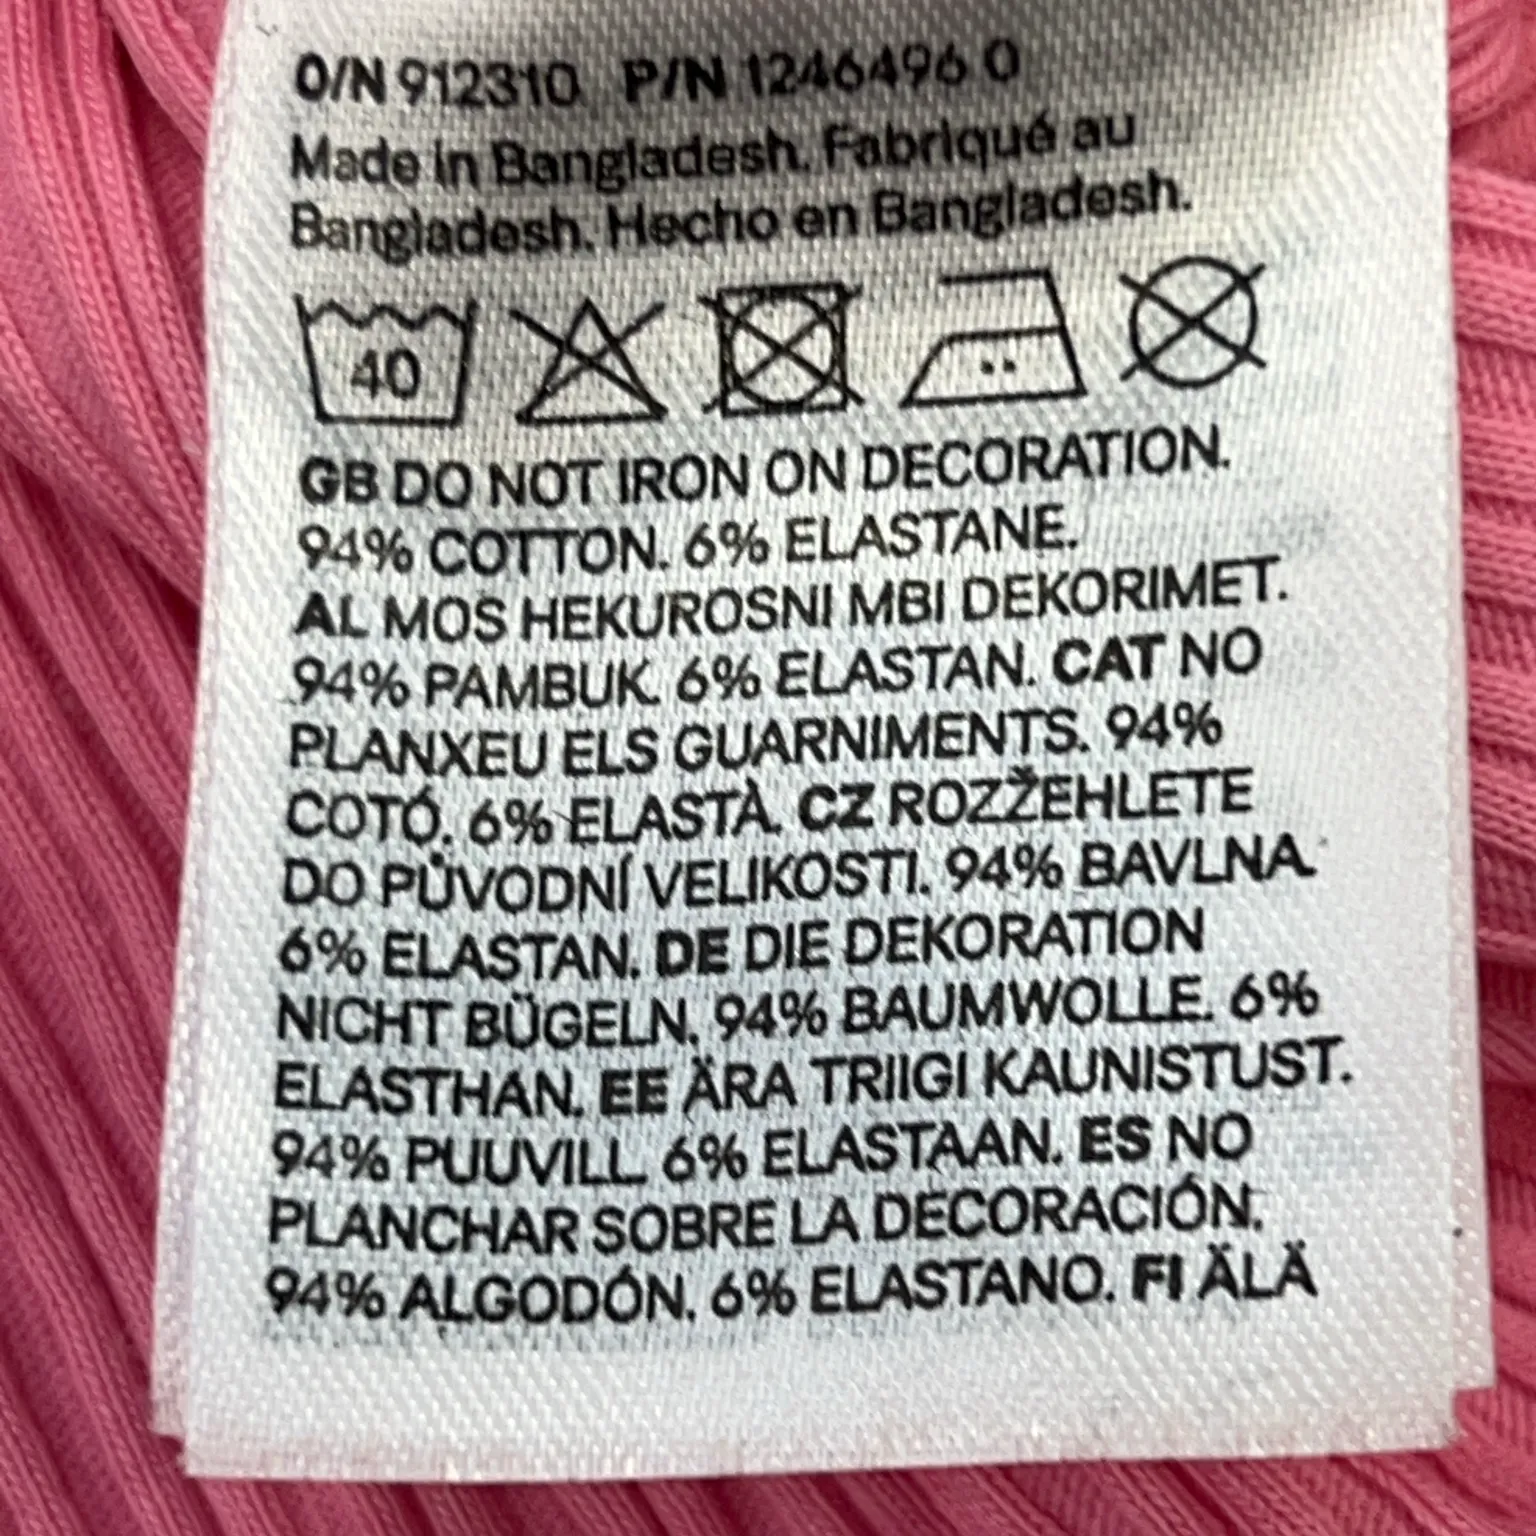 O/N 912310 P/N 1246496 0
Made in Bangladesh. Fabriqué au
Bangladesh. Hecho en Bangladesh.
40
GB DO NOT IRON ON DECORATION.
94% COTTON. 6% ELASTANE.
AL MOS HEKUROSNI MBI DEKORIMET.
94% PAMBUK. 6% ELASTAN. CAT NO
PLANXEU ELS GUARNIMENTS. 94%
COTÓ. 6% ELASTÀ. CZ ROZŽEHLETE
DO PŮVODNÍ VELIKOSTI. 94% BAVLNA.
6% ELASTAN. DE DIE DEKORATION
NICHT BÜGELN. 94% BAUMWOLLE. 6%
ELASTHAN. EE ÄRA TRIIGI KAUNISTUST.
94% PUUVILL. 6% ELASTAAN. ES NO
PLANCHAR SOBRE LA DECORACIÓN.
94% ALGODÓN. 6% ELASTANO. FI ÄLÄ